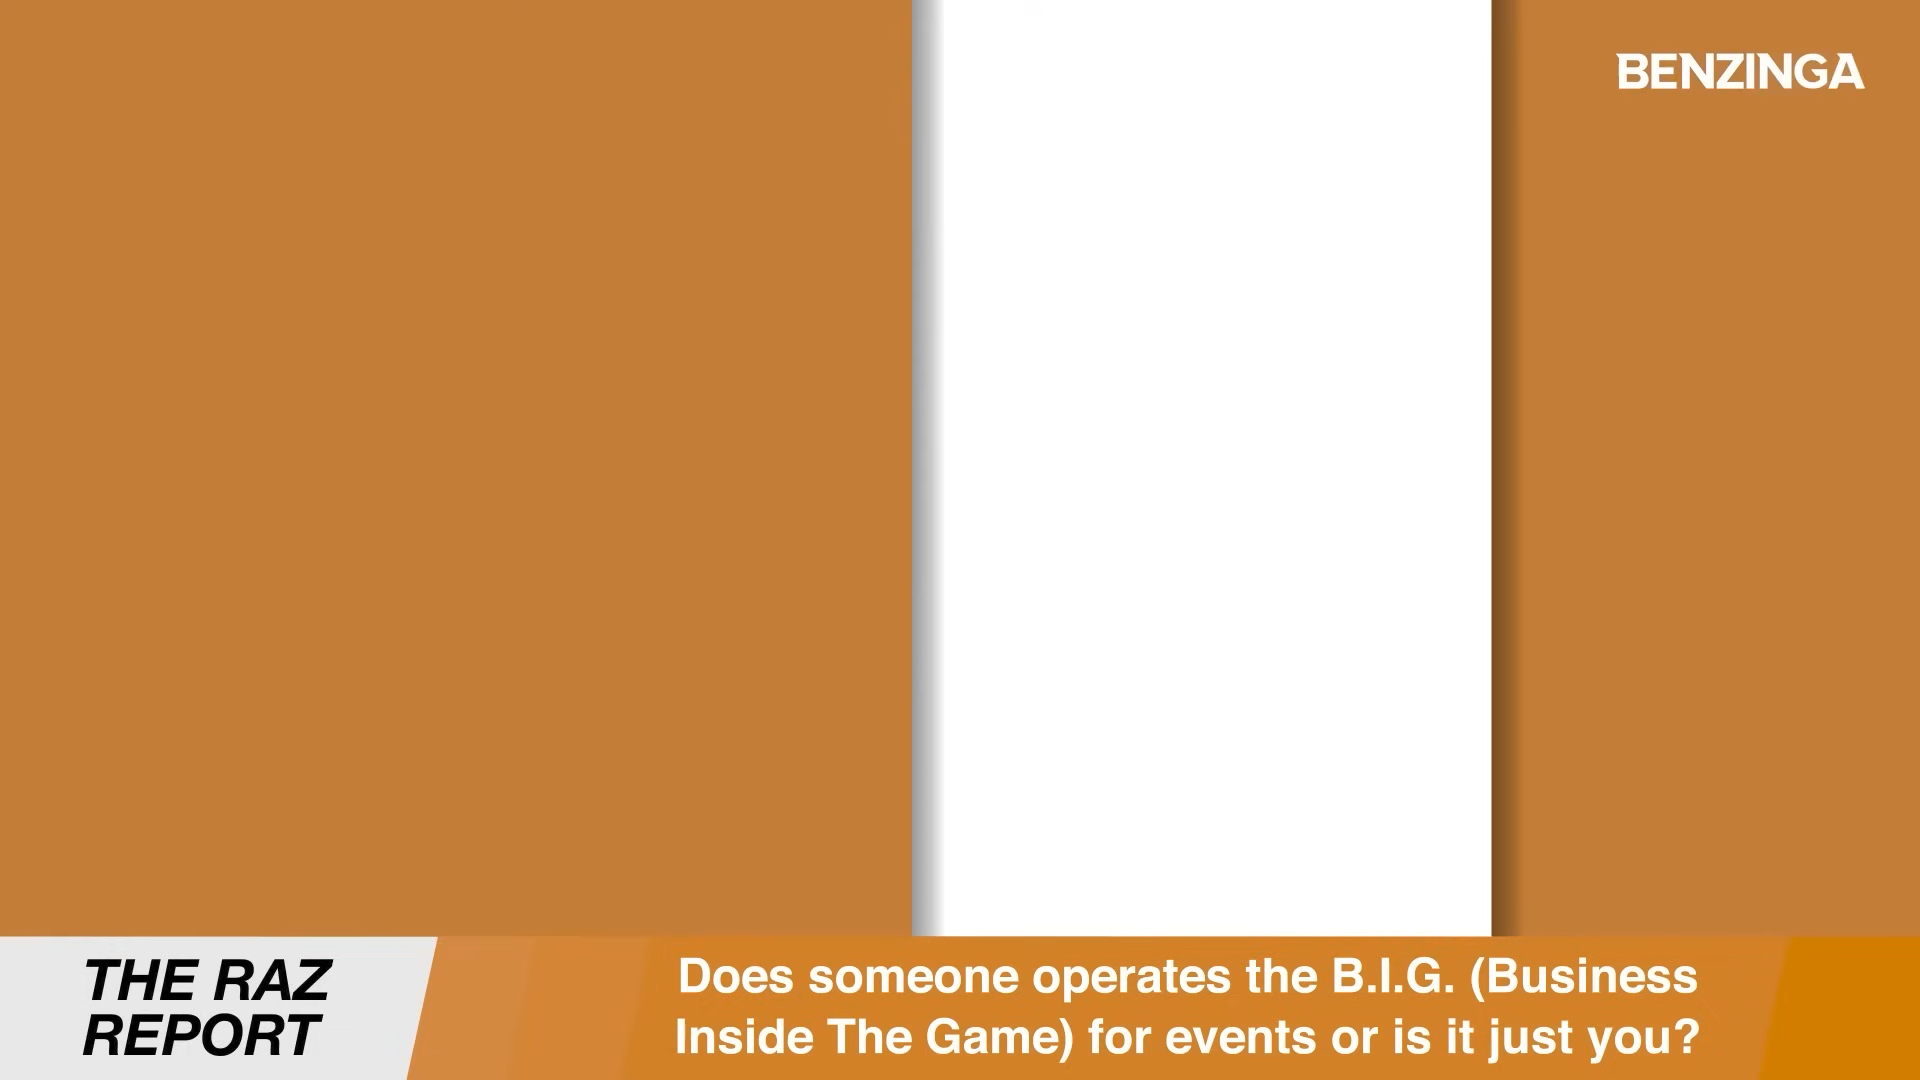 BENZINGA
THE RAZ
REPORT
Does someone operates the B.I.G. (Business
Inside The Game) for events or is it just you?